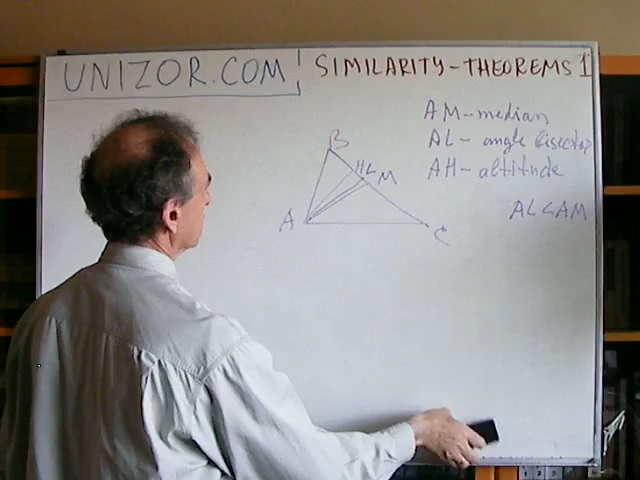 UNIZOR.COM
SIMILARITY-THEOREMS 1
AM-median
AL- angle bisector
AH-altitude
AL<AM
B
H L
M
A
C